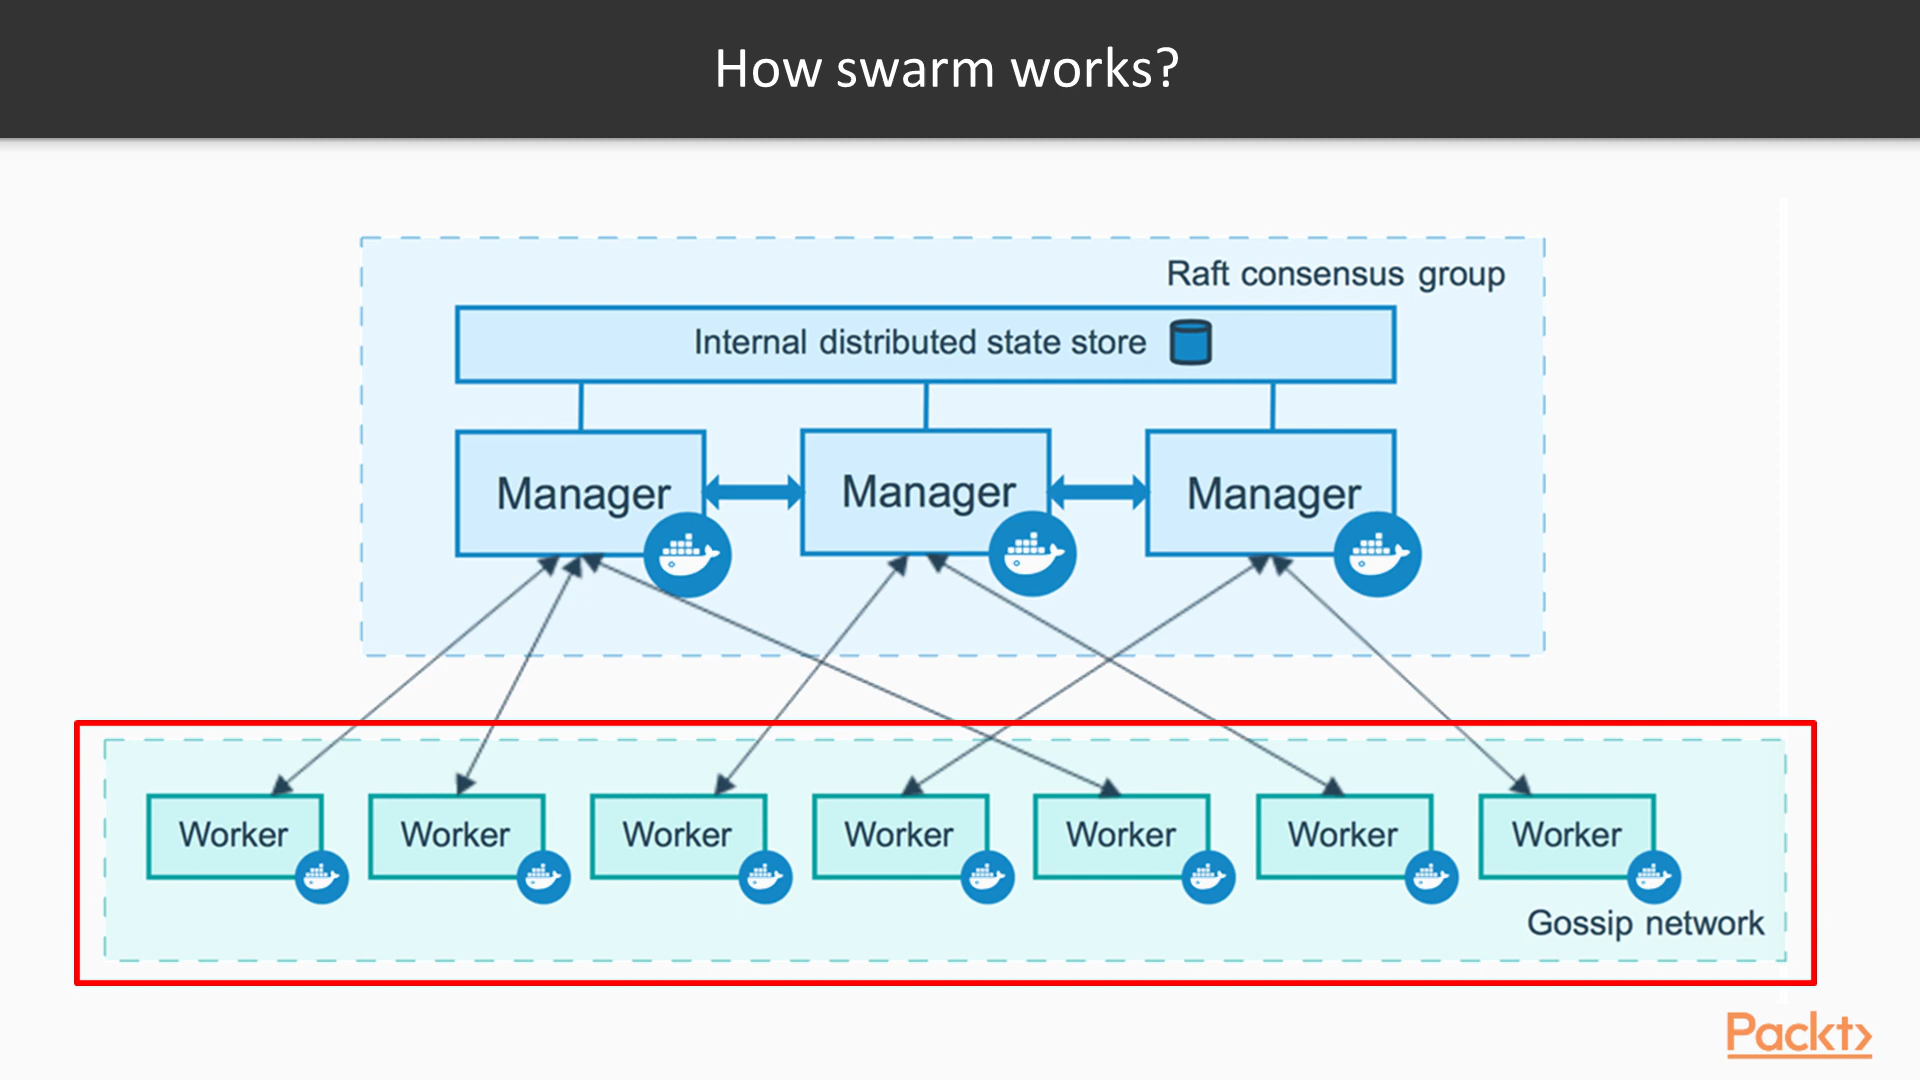 How swarm works?
Raft consensus group
Internal distributed state store
Manager
Manager
Manager
Worker
Worker
Worker
Worker
Worker
Worker
Worker
Gossip network
Packt